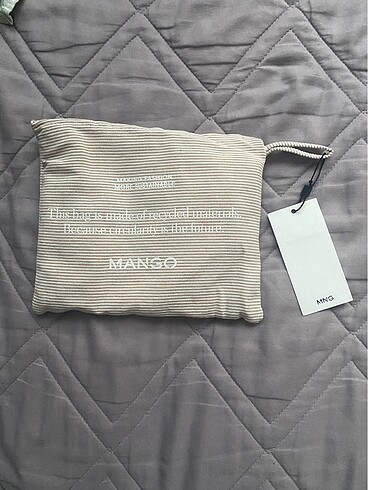 MAKING FASHION
MORE SUSTAINABLE
This bag is made of recycled materials.
Because circularity is the future
MANGO
MNG